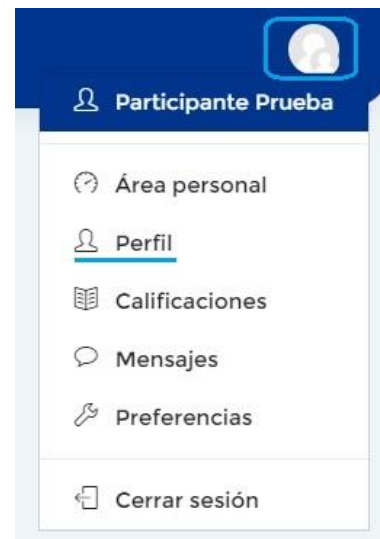 Participante Prueba
Área personal
Perfil
Calificaciones
Mensajes
Preferencias
Cerrar sesión